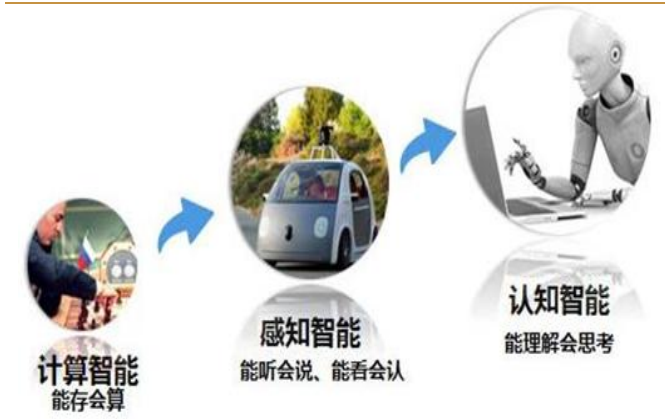 计算智能
能存会算
感知智能
能听会说、能看会认
认知智能
能理解会思考